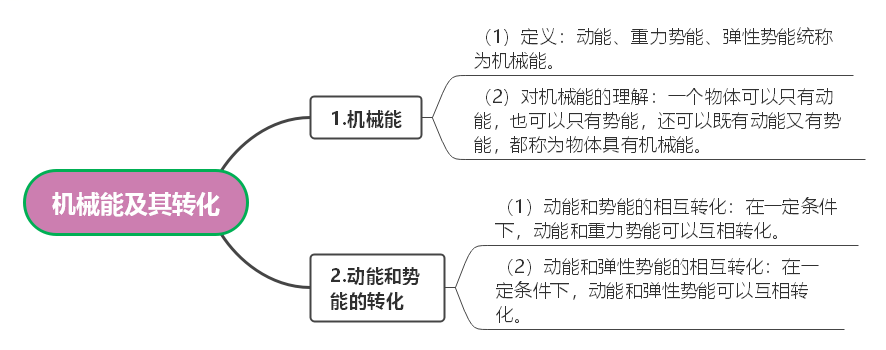 机械能及其转化
1.机械能
（1）定义：动能、重力势能、弹性势能统称
为机械能。
（2）对机械能的理解：一个物体可以只有动
能，也可以只有势能，还可以既有动能又有势
能，都称为物体具有机械能。
2.动能和势
能的转化
（1）动能和势能的相互转化：在一定条件
下，动能和重力势能可以互相转化。
（2）动能和弹性势能的相互转化：在一
定条件下，动能和弹性势能可以互相转
化。